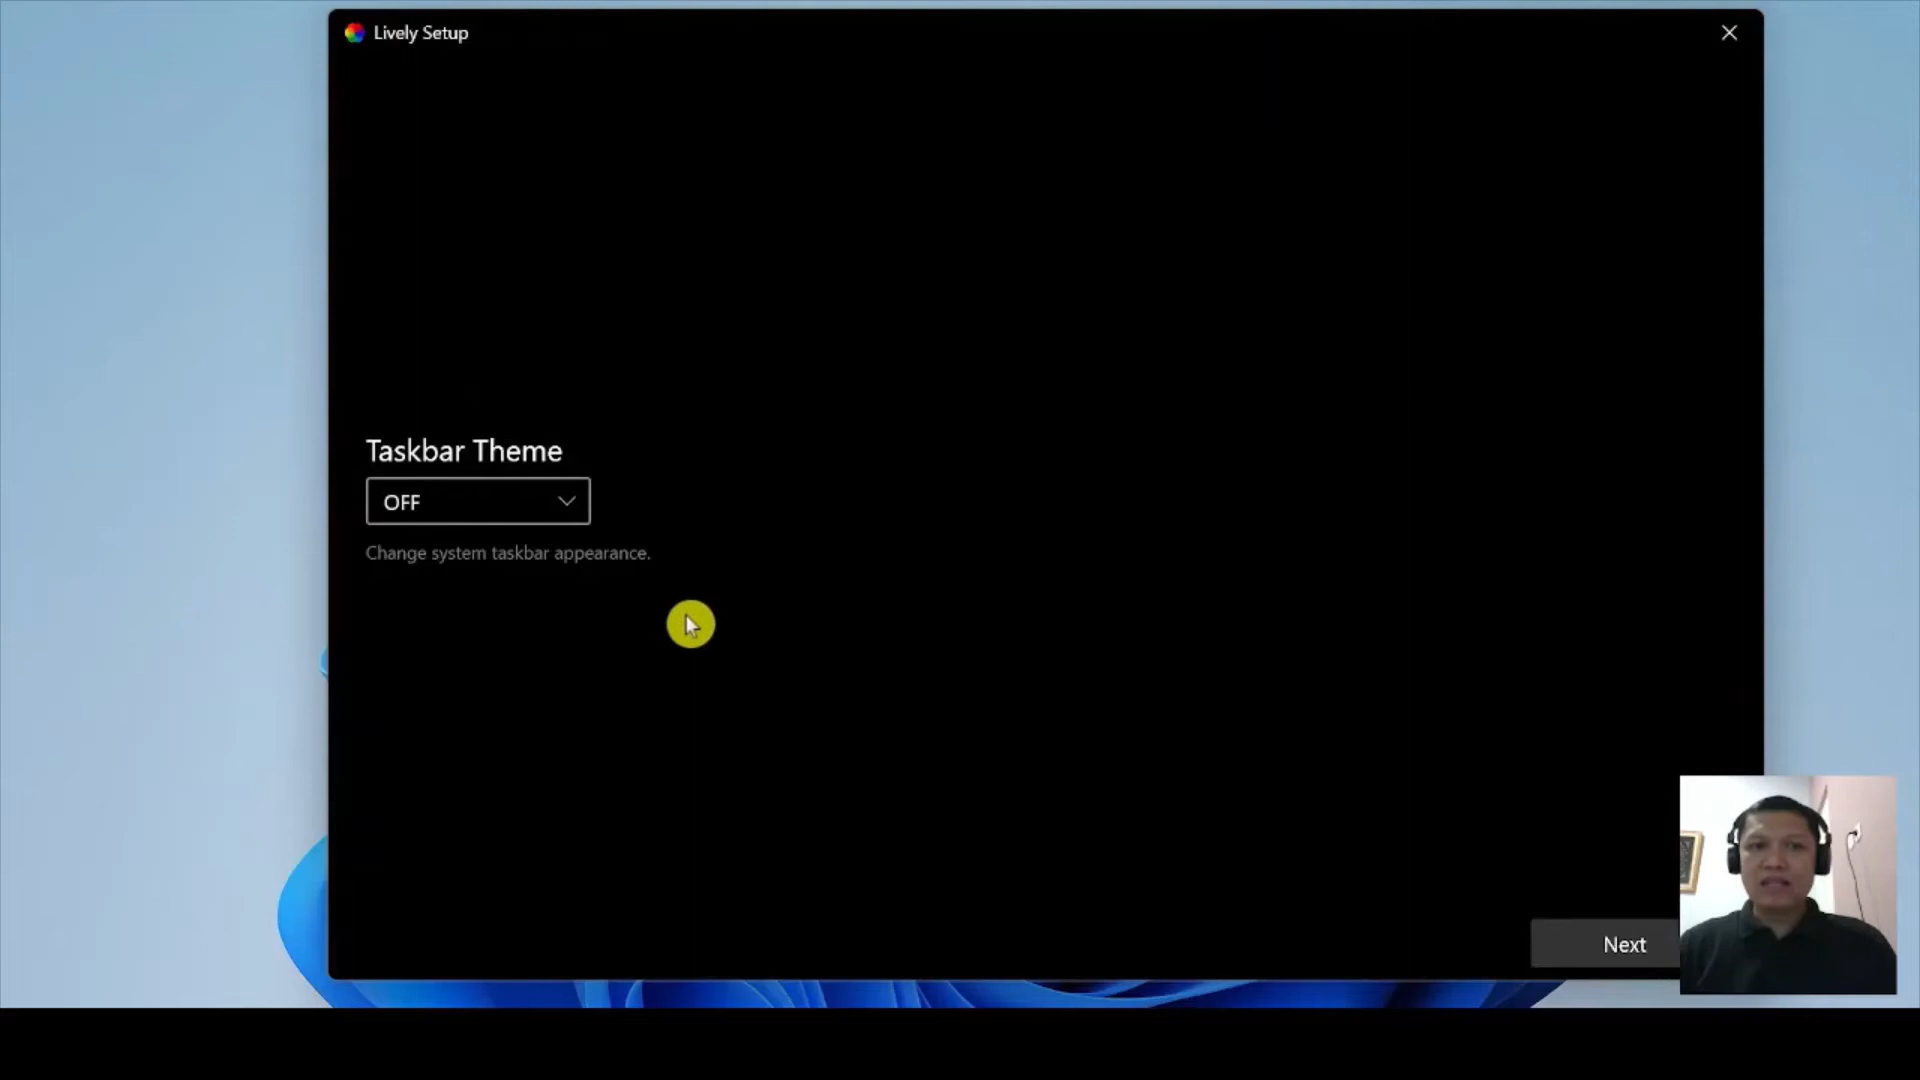 Lively Setup
Taskbar Theme
OFF
Change system taskbar appearance.
Next